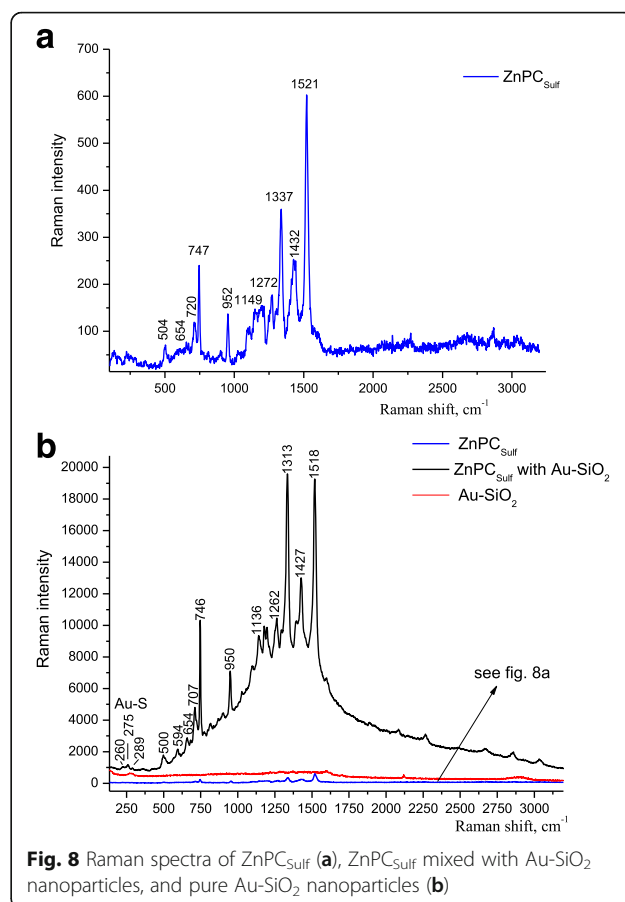 a
700
600
500
400
300
200
100
Raman intensity
ZnPC_Sulf
504
654
720
747
952
1149
1272
1337
1432
1521
500 1000 1500 2000 2500 3000
Raman shift, cm⁻¹
b
20000
18000
16000
14000
12000
10000
8000
6000
4000
2000
0
Raman intensity
ZnPC_Sulf
ZnPC_Sulf with Au-SiO₂
Au-SiO₂
Au-S
260
275
289
500
594
654
707
746
950
1136
1262
1313
1427
1518
see fig. 8a
250 500 750 1000 1250 1500 1750 2000 2250 2500 2750 3000
Raman shift, cm⁻¹
Fig. 8 Raman spectra of ZnPC_Sulf (a), ZnPC_Sulf mixed with Au-SiO₂
nanoparticles, and pure Au-SiO₂ nanoparticles (b)